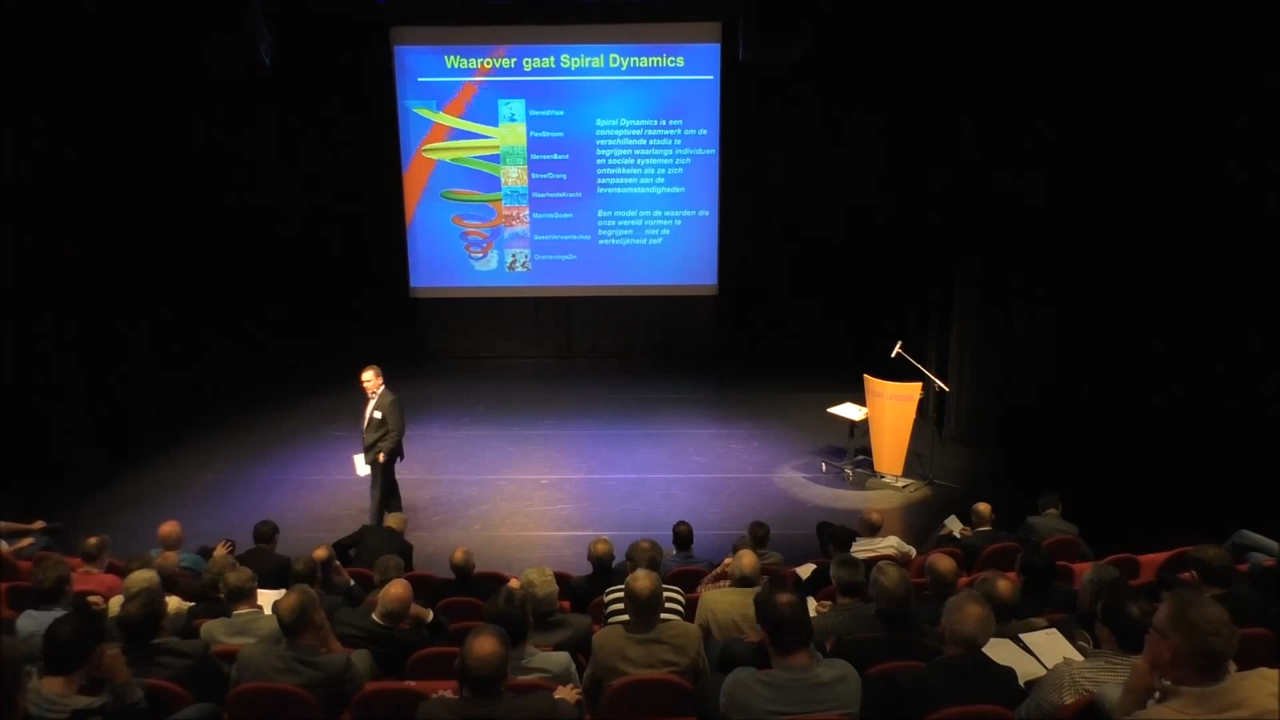 Waarover gaat Spiral Dynamics
WereldVisie
FlexStroom
MensenBand
StreefDrang
WaarheidsKracht
MachtsGoden
GeestVerwantschap
OverlevingsZin
Spiral Dynamics is een
conceptueel raamwerk om de
verschillende stadia te
begrijpen waarlangs individuen
en sociale systemen zich
ontwikkelen als ze zich
aanpassen aan de
levensomstandigheden
Een model om de waarden die
onze wereld vormen te
begrijpen ... niet de
werkelijkheid zelf